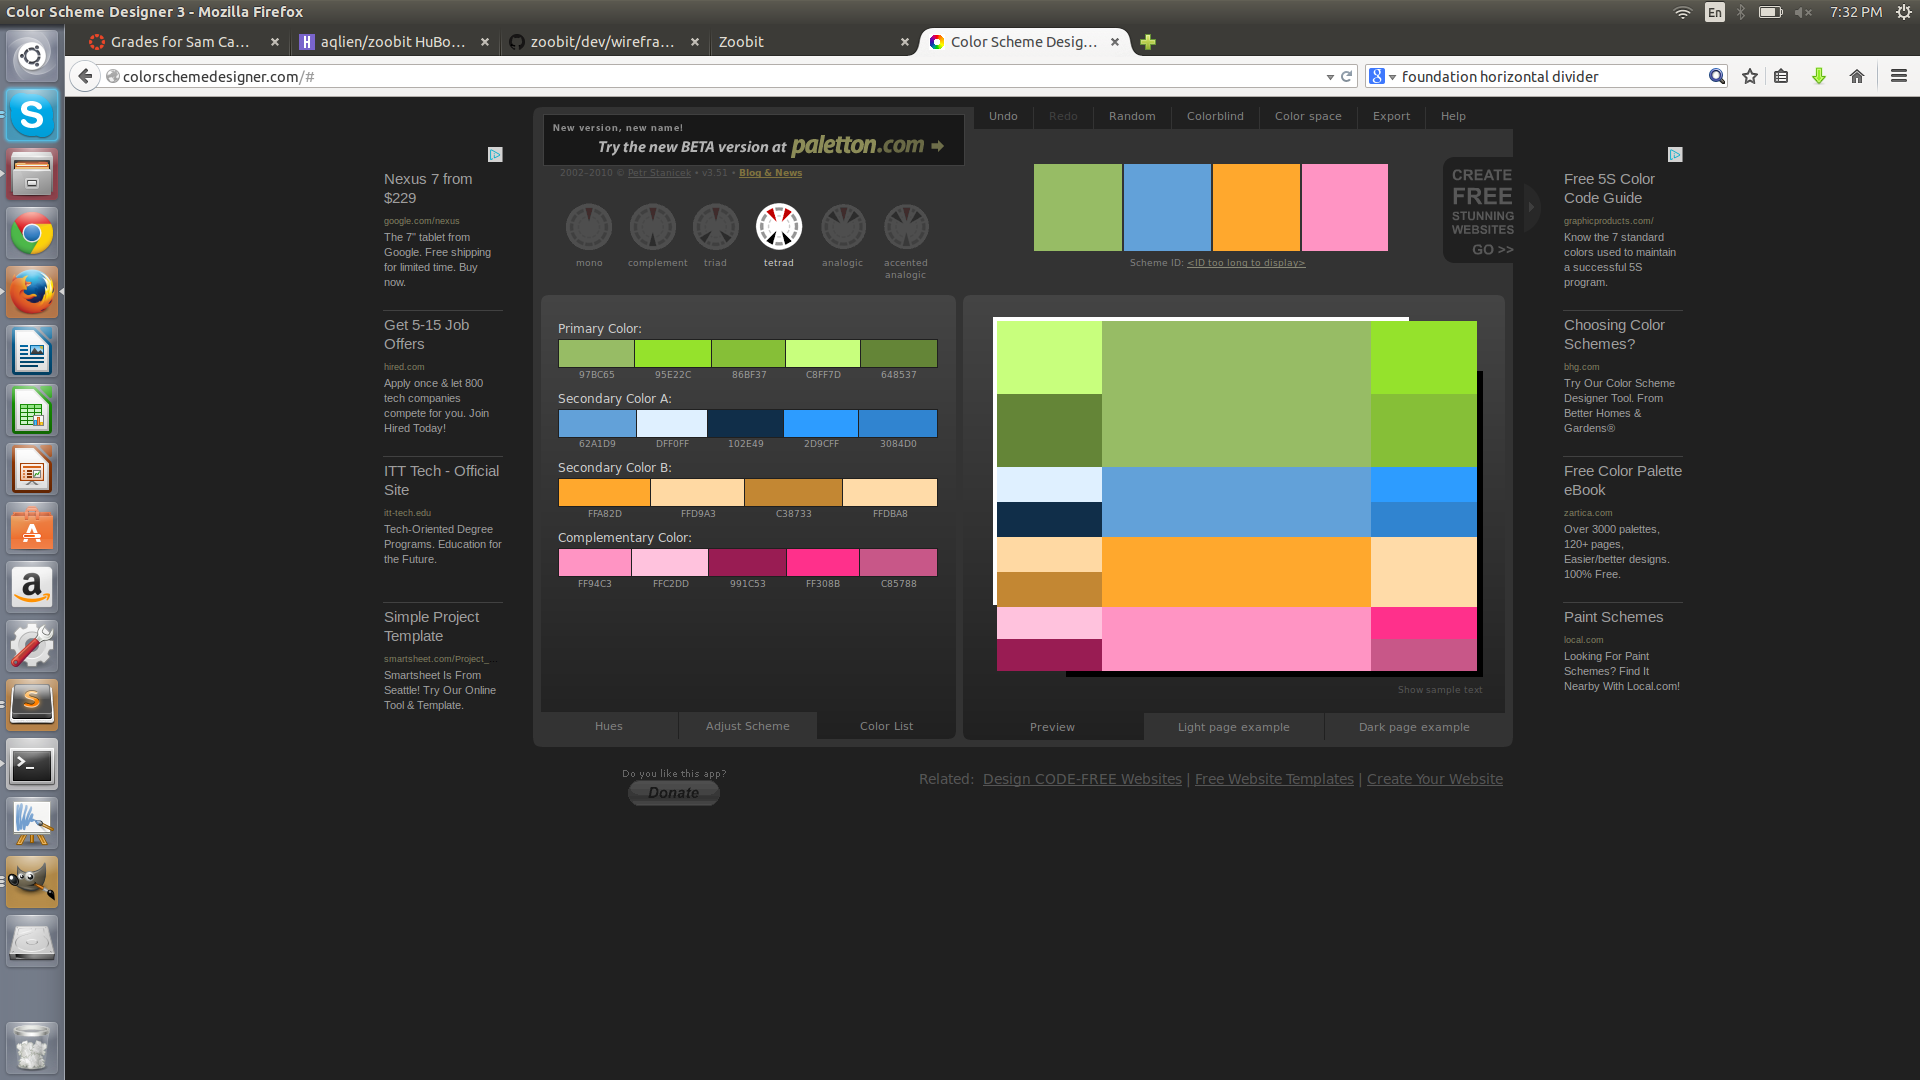 Color Scheme Designer 3 - Mozilla Firefox
En
7:32 PM
Grades for Sam Ca...
aqlien/zoobit HuBo...
zoobit/dev/wirefra...
Zoobit
Color Scheme Desig...
colorschemedesigner.com/#
foundation horizontal divider
New version, new name!
Try the new BETA version at paletton.com
2002-2010 © Petr Stanicek • v3.51 • Blog & News
Undo
Redo
Random
Colorblind
Color space
Export
Help
mono
complement
triad
tetrad
analogic
accented
analogic
Scheme ID: <ID too long to display>
CREATE
FREE
STUNNING
WEBSITES
GO >>
Nexus 7 from
$229
google.com/nexus
The 7" tablet from
Google. Free shipping
for limited time. Buy
now.
Get 5-15 Job
Offers
hired.com
Apply once & let 800
tech companies
compete for you. Join
Hired Today!
ITT Tech - Official
Site
itt-tech.edu
Tech-Oriented Degree
Programs. Education for
the Future.
Simple Project
Template
smartsheet.com/Project_...
Smartsheet Is From
Seattle! Try Our Online
Tool & Template.
Primary Color:
97BC65
95E22C
86BF37
C8FF7D
648537
Secondary Color A:
62A1D9
DFF0FF
102E49
2D9CFF
3084D0
Secondary Color B:
FFA82D
FFD9A3
C38733
FFDBA8
Complementary Color:
FF94C3
FFC2DD
991C53
FF308B
C85788
Hues
Adjust Scheme
Color List
Show sample text
Preview
Light page example
Dark page example
Free 5S Color
Code Guide
graphicproducts.com/
Know the 7 standard
colors used to maintain
a successful 5S
program.
Choosing Color
Schemes?
bhg.com
Try Our Color Scheme
Designer Tool. From
Better Homes &
Gardens®
Free Color Palette
eBook
zartica.com
Over 3000 palettes,
120+ pages,
Easier/better designs.
100% Free.
Paint Schemes
local.com
Looking For Paint
Schemes? Find It
Nearby With Local.com!
Do you like this app?
Donate
Related: Design CODE-FREE Websites | Free Website Templates | Create Your Website